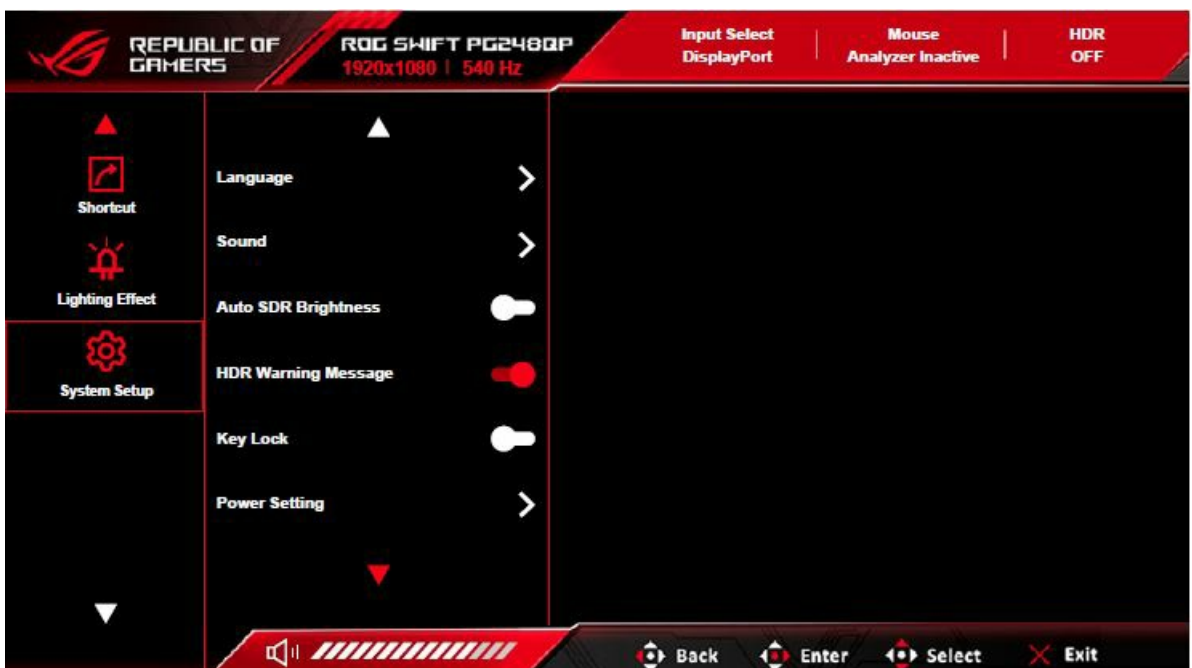 REPUBLIC OF
GAMERS
ROG SWIFT PG248QP
1920x1080 | 540 Hz
Input Select
DisplayPort
Mouse
Analyzer Inactive
HDR
OFF
Shortcut
Lighting Effect
System Setup
Language
Sound
Auto SDR Brightness
HDR Warning Message
Key Lock
Power Setting
Back
Enter
Select
Exit